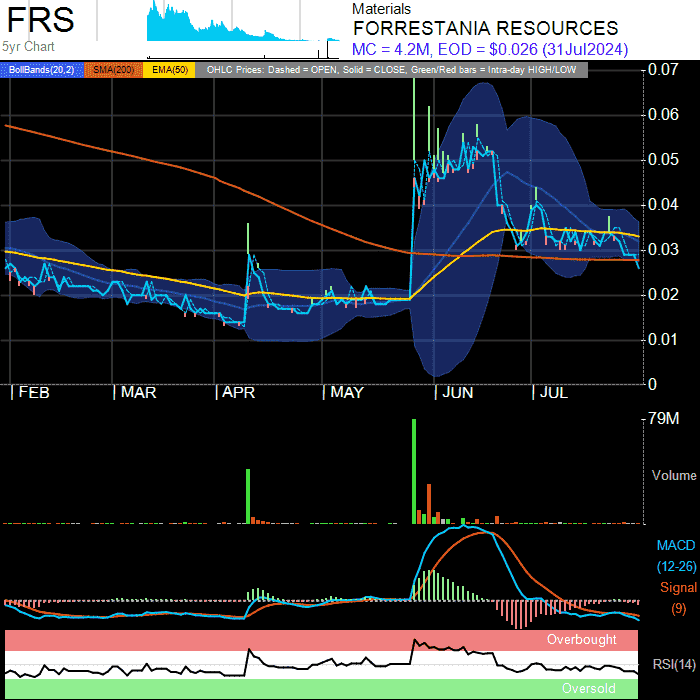 FRS
5yr Chart
Materials
FORRESTANIA RESOURCES
MC = 4.2M, EOD = $0.026 (31Jul2024)
BollBands(20,2) SMA(200) EMA(50) OHLC Prices: Dashed = OPEN, Solid = CLOSE, Green/Red bars = Intra-day HIGH/LOW
0.07
0.06
0.05
0.04
0.03
0.02
0.01
0
FEB MAR APR MAY JUN JUL
79M
Volume
MACD
(12-26)
Signal
(9)
Overbought
RSI(14)
Oversold